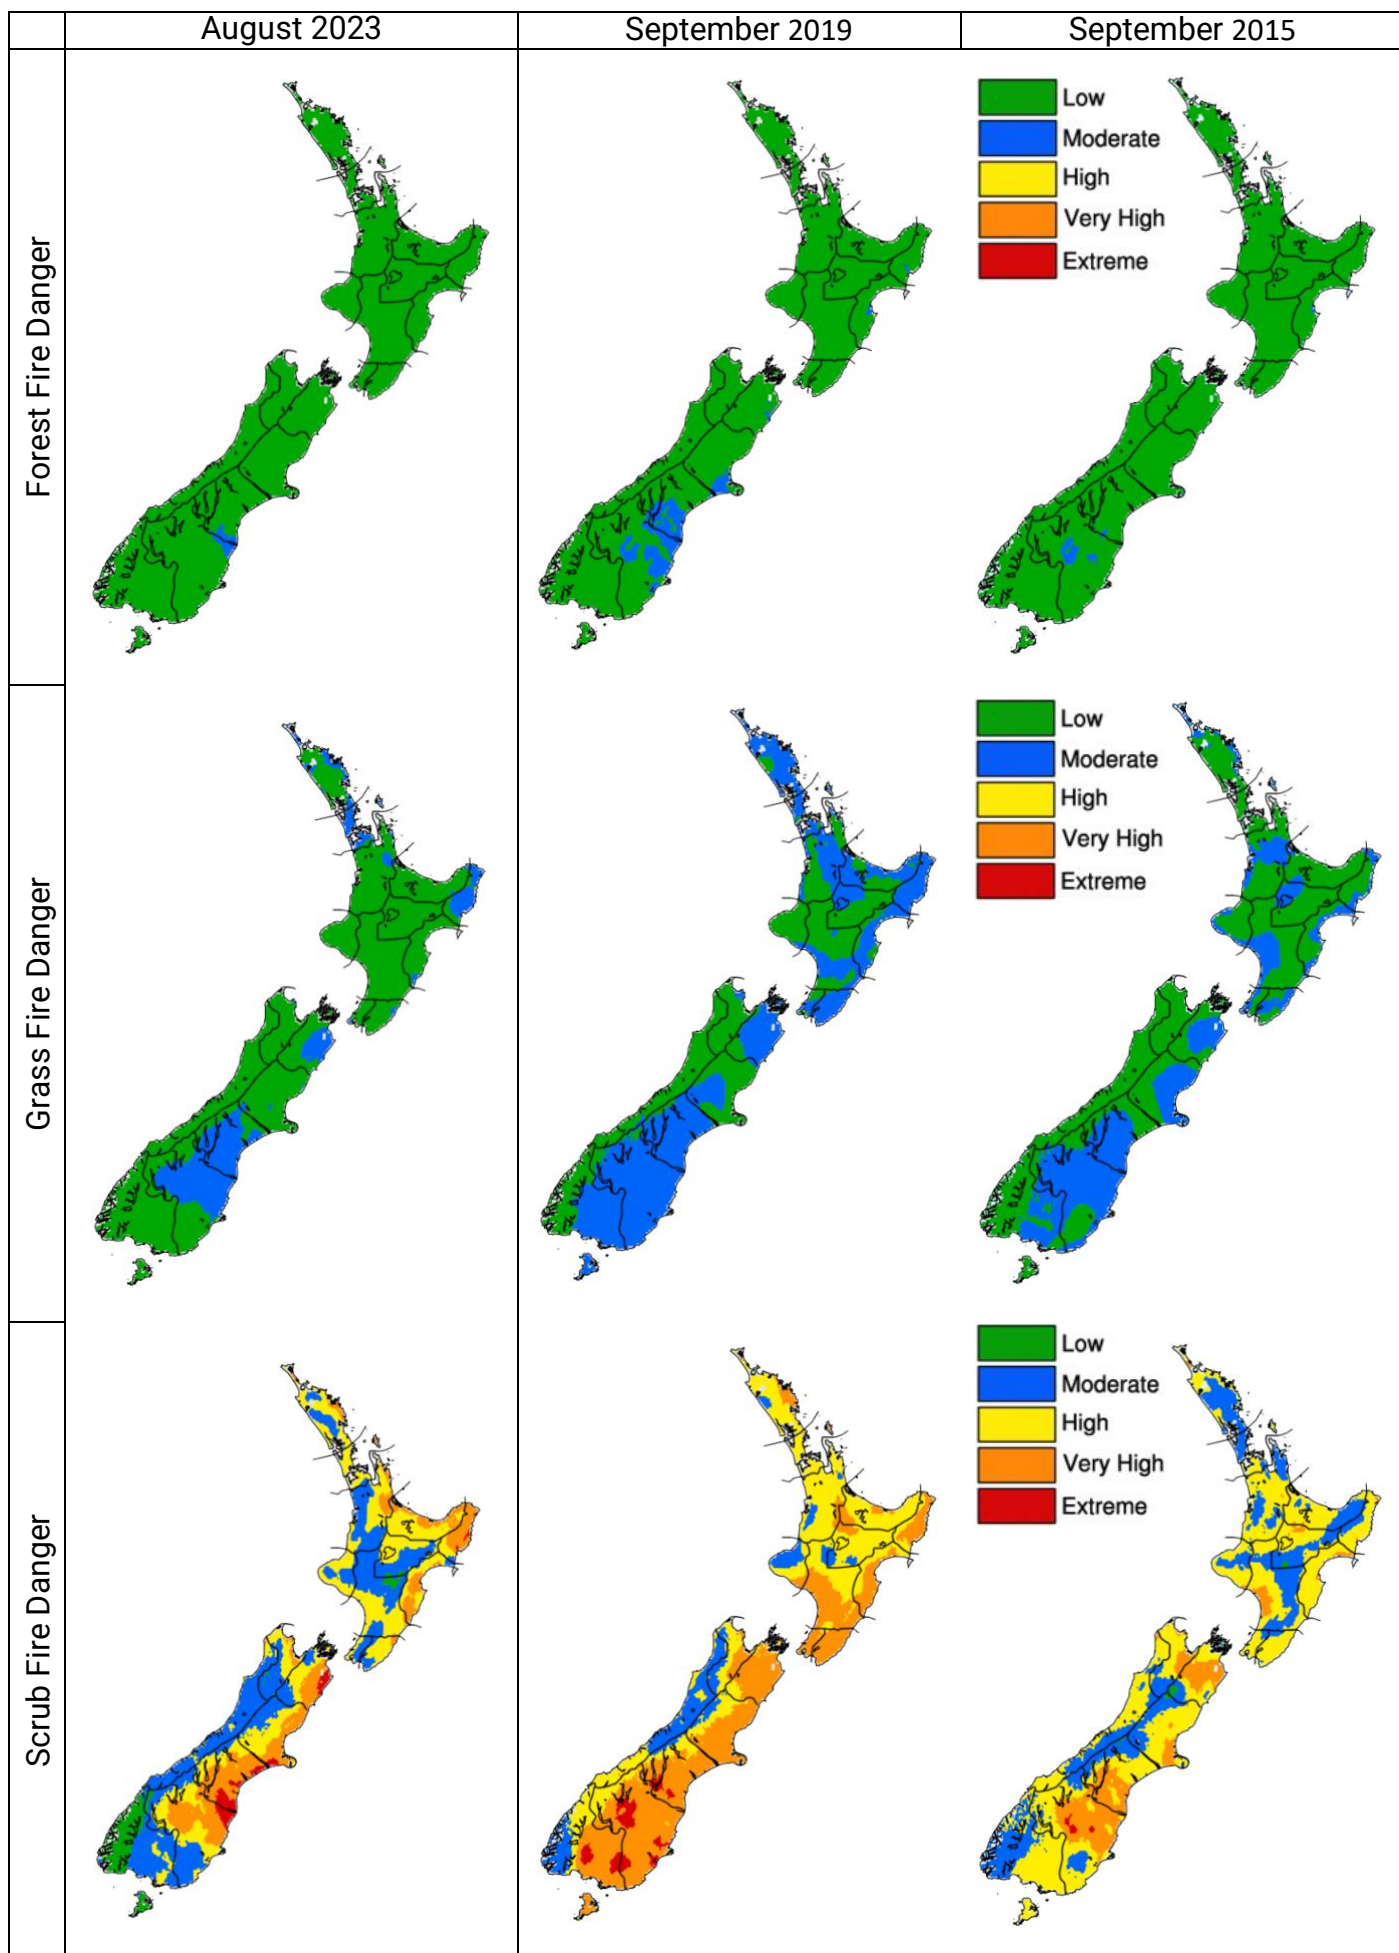 August 2023
September 2019
September 2015
Forest Fire Danger
Low
Moderate
High
Very High
Extreme
Grass Fire Danger
Low
Moderate
High
Very High
Extreme
Scrub Fire Danger
Low
Moderate
High
Very High
Extreme